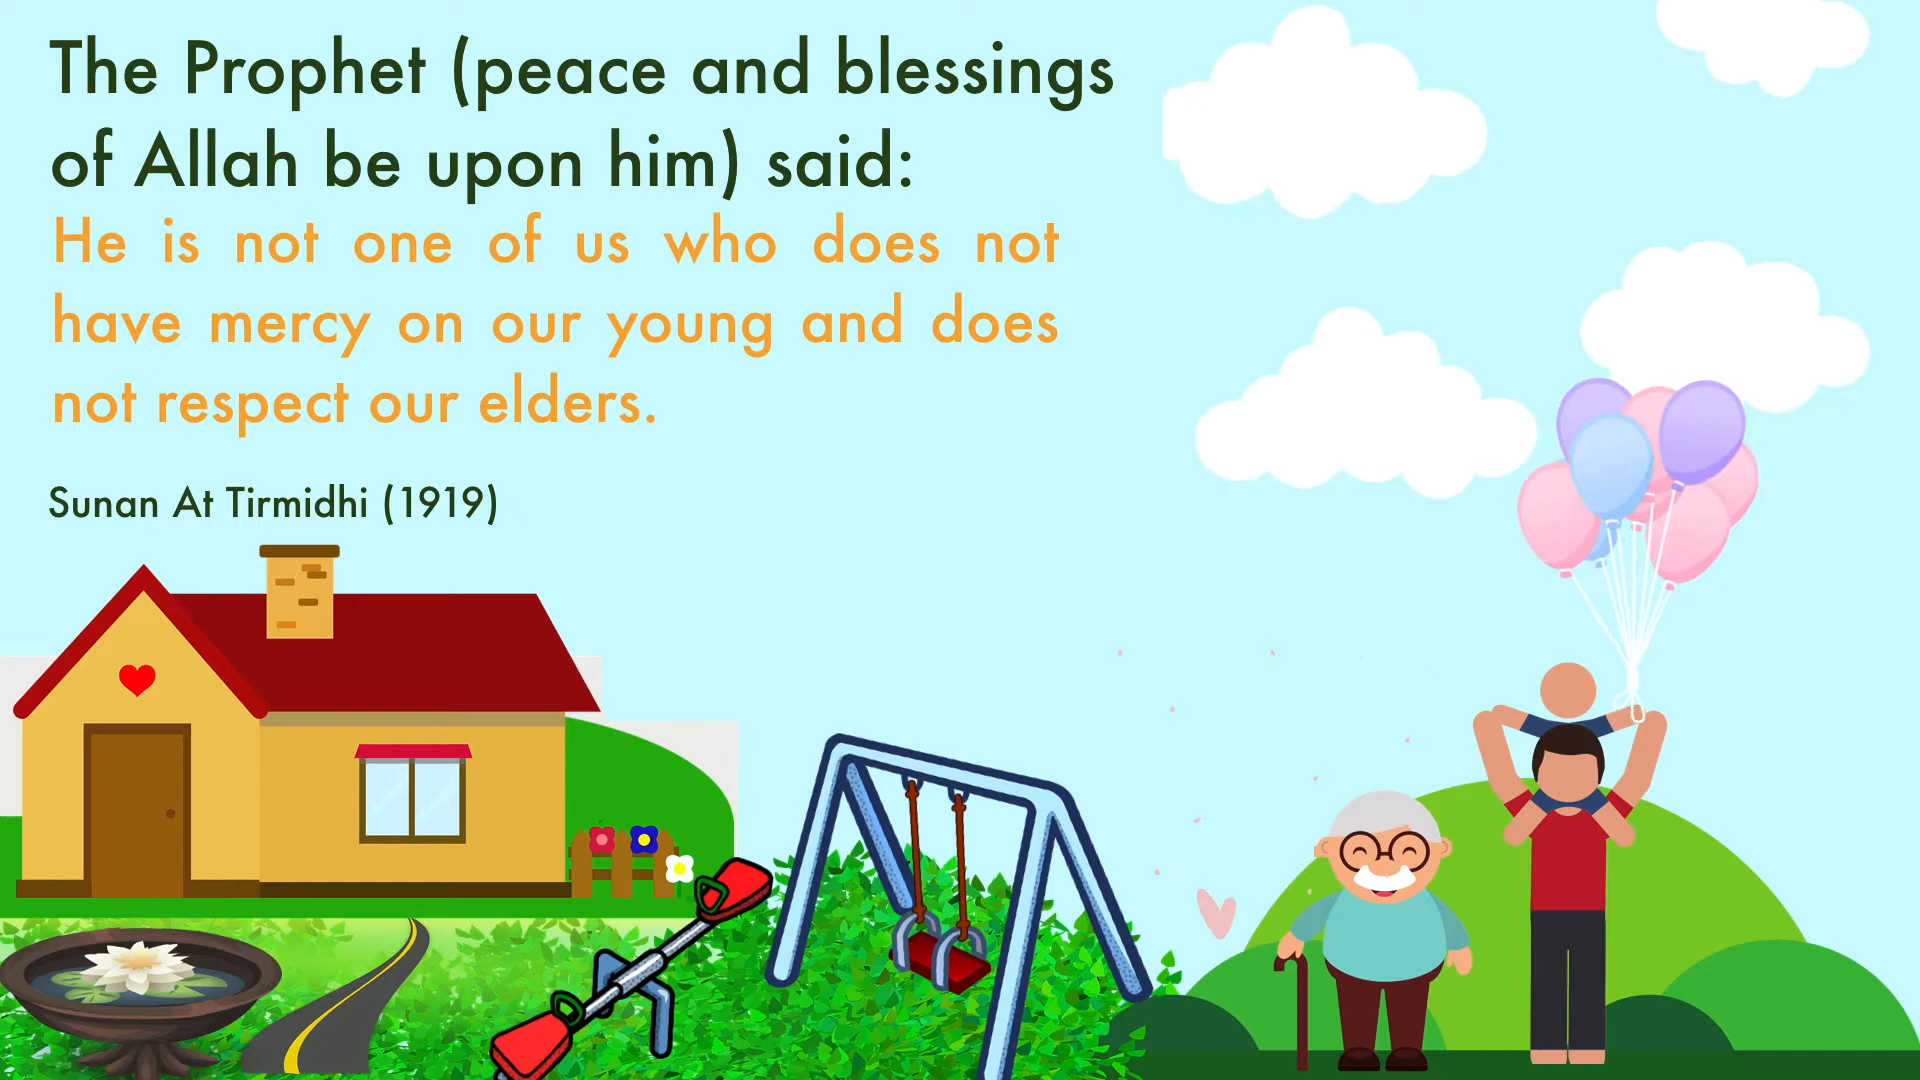 The Prophet (peace and blessings
of Allah be upon him) said:
He is not one of us who does not
have mercy on our young and does
not respect our elders.
Sunan At Tirmidhi (1919)